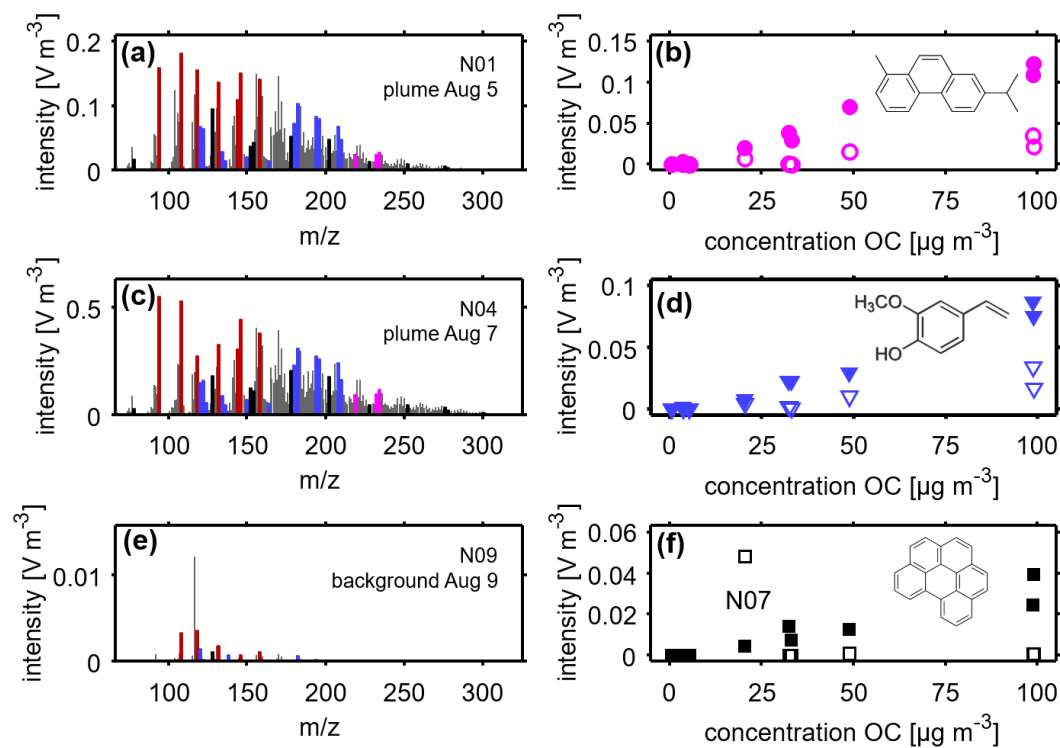 (a)
N01
plume Aug 5
intensity [V m⁻³]
0.2
0.1
0
100 150 200 250 300
m/z
(b)
intensity [V m⁻³]
0.15
0.10
0.05
0
0 25 50 75 100
concentration OC [µg m⁻³]
(c)
N04
plume Aug 7
intensity [V m⁻³]
0.5
0
100 150 200 250 300
m/z
(d)
H₃CO
HO
intensity [V m⁻³]
0.1
0.05
0
0 25 50 75 100
concentration OC [µg m⁻³]
(e)
N09
background Aug 9
intensity [V m⁻³]
0.01
0
100 150 200 250 300
m/z
(f)
N07
intensity [V m⁻³]
0.06
0.04
0.02
0
0 25 50 75 100
concentration OC [µg m⁻³]